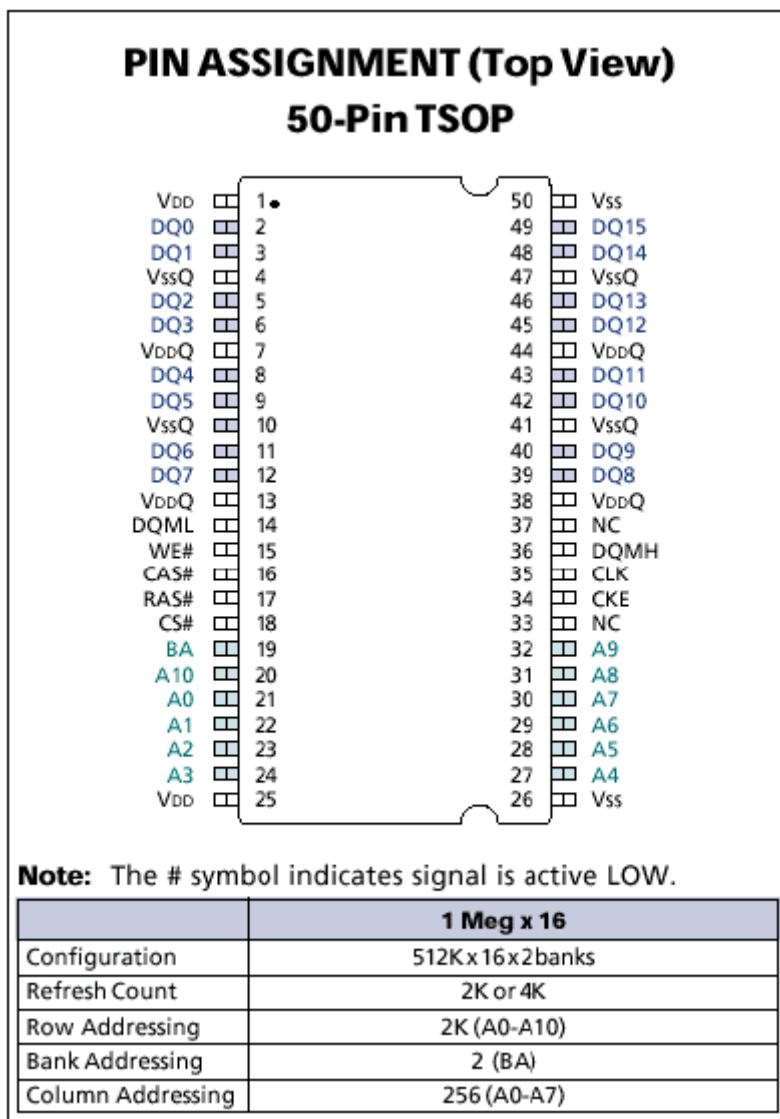 PIN ASSIGNMENT (Top View)
50-Pin TSOP
VDD 1 50 Vss
DQ0 2 49 DQ15
DQ1 3 48 DQ14
VssQ 4 47 VssQ
DQ2 5 46 DQ13
DQ3 6 45 DQ12
VDDQ 7 44 VDDQ
DQ4 8 43 DQ11
DQ5 9 42 DQ10
VssQ 10 41 VssQ
DQ6 11 40 DQ9
DQ7 12 39 DQ8
VDDQ 13 38 VDDQ
DQML 14 37 NC
WE# 15 36 DQMH
CAS# 16 35 CLK
RAS# 17 34 CKE
CS# 18 33 NC
BA 19 32 A9
A10 20 31 A8
A0 21 30 A7
A1 22 29 A6
A2 23 28 A5
A3 24 27 A4
VDD 25 26 Vss
Note: The # symbol indicates signal is active LOW.
1 Meg x 16
Configuration 512K x 16 x 2 banks
Refresh Count 2K or 4K
Row Addressing 2K (A0-A10)
Bank Addressing 2 (BA)
Column Addressing 256 (A0-A7)